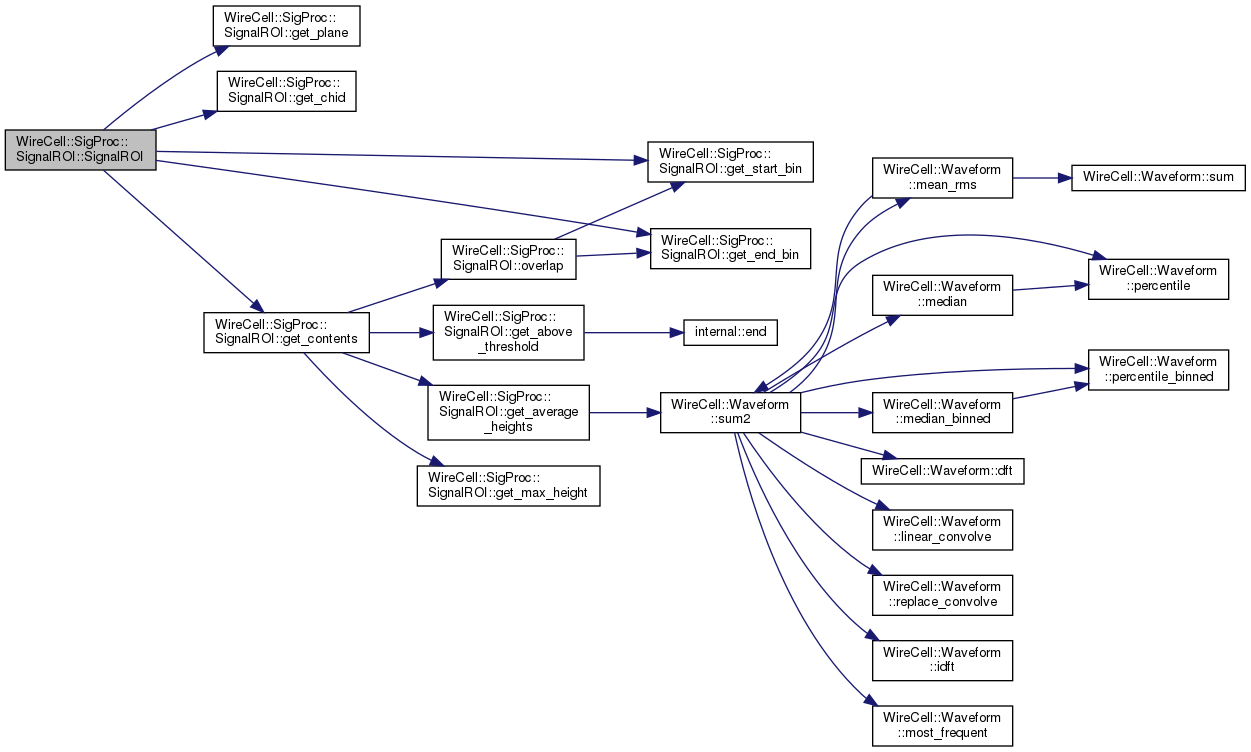 WireCell::SigProc::
SignalROI::get_plane
WireCell::SigProc::
SignalROI::get_chid
WireCell::SigProc::
SignalROI::SignalROI
WireCell::SigProc::
SignalROI::get_start_bin
WireCell::SigProc::
SignalROI::get_end_bin
WireCell::SigProc::
SignalROI::overlap
WireCell::SigProc::
SignalROI::get_contents
WireCell::SigProc::
SignalROI::get_above
_threshold
internal::end
WireCell::SigProc::
SignalROI::get_average
_heights
WireCell::SigProc::
SignalROI::get_max_height
WireCell::Waveform
::sum2
WireCell::Waveform
::mean_rms
WireCell::Waveform::sum
WireCell::Waveform
::percentile
WireCell::Waveform
::median
WireCell::Waveform
::percentile_binned
WireCell::Waveform
::median_binned
WireCell::Waveform::dft
WireCell::Waveform
::linear_convolve
WireCell::Waveform
::replace_convolve
WireCell::Waveform
::idft
WireCell::Waveform
::most_frequent